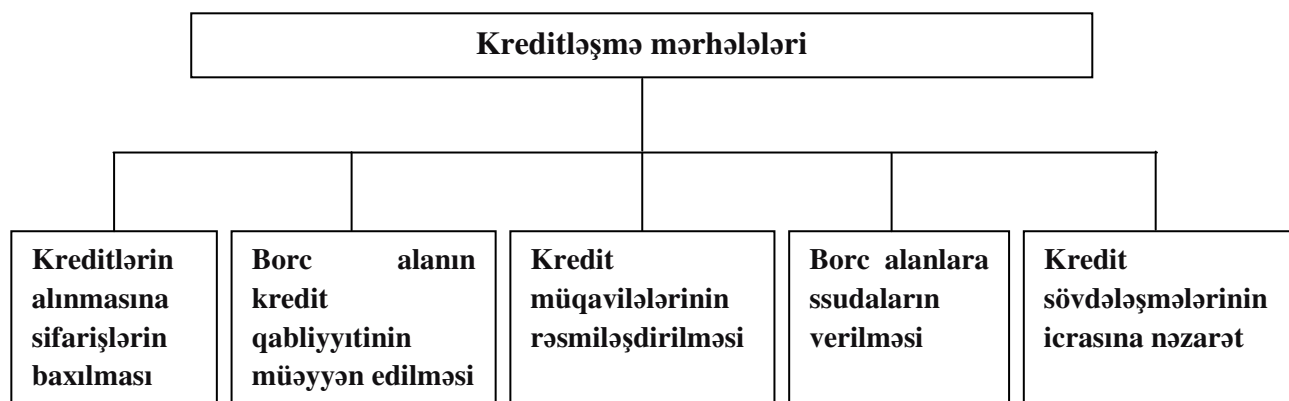 Kreditləşmə mərhələləri
Kreditlərin
alınmasına
sifarişlərin
baxılması
Borc alanın
kredit
qabliyyıtinin
müəyyən edilməsi
Kredit
müqavilələrinin
rəsmiləşdirilməsi
Borc alanlara
ssudaların
verilməsi
Kredit
sövdələşmələrinin
icrasına nəzarət